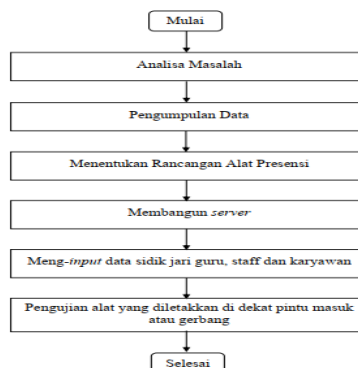 Mulai
Analisa Masalah
Pengumpulan Data
Menentukan Rancangan Alat Presensi
Membangun server
Meng-input data sidik jari guru, staff dan karyawan
Pengujian alat yang diletakkan di dekat pintu masuk
atau gerbang
Selesai